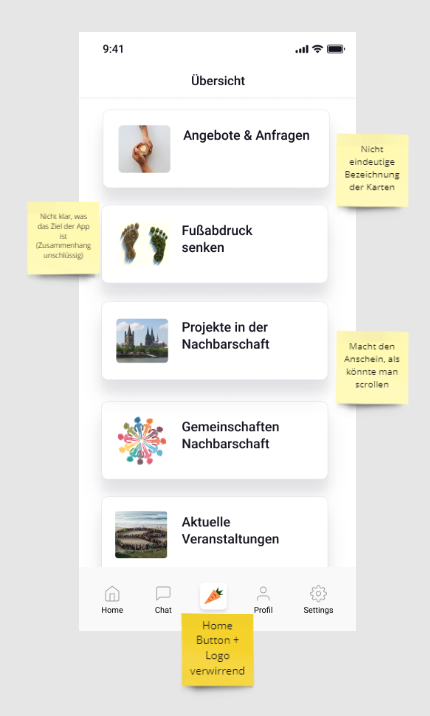 9:41
Übersicht
Angebote & Anfragen
Nicht
eindeutige
Bezeichnung
der Karten
Nicht klar, was
das Ziel der App
ist
(Zusammenhang
unschlüssig)
Fußabdruck
senken
Projekte in der
Nachbarschaft
Macht den
Anschein, als
könnte man
scrollen
Gemeinschaften
Nachbarschaft
Aktuelle
Veranstaltungen
Home Chat Profil Settings
Home
Button +
Logo
verwirrend